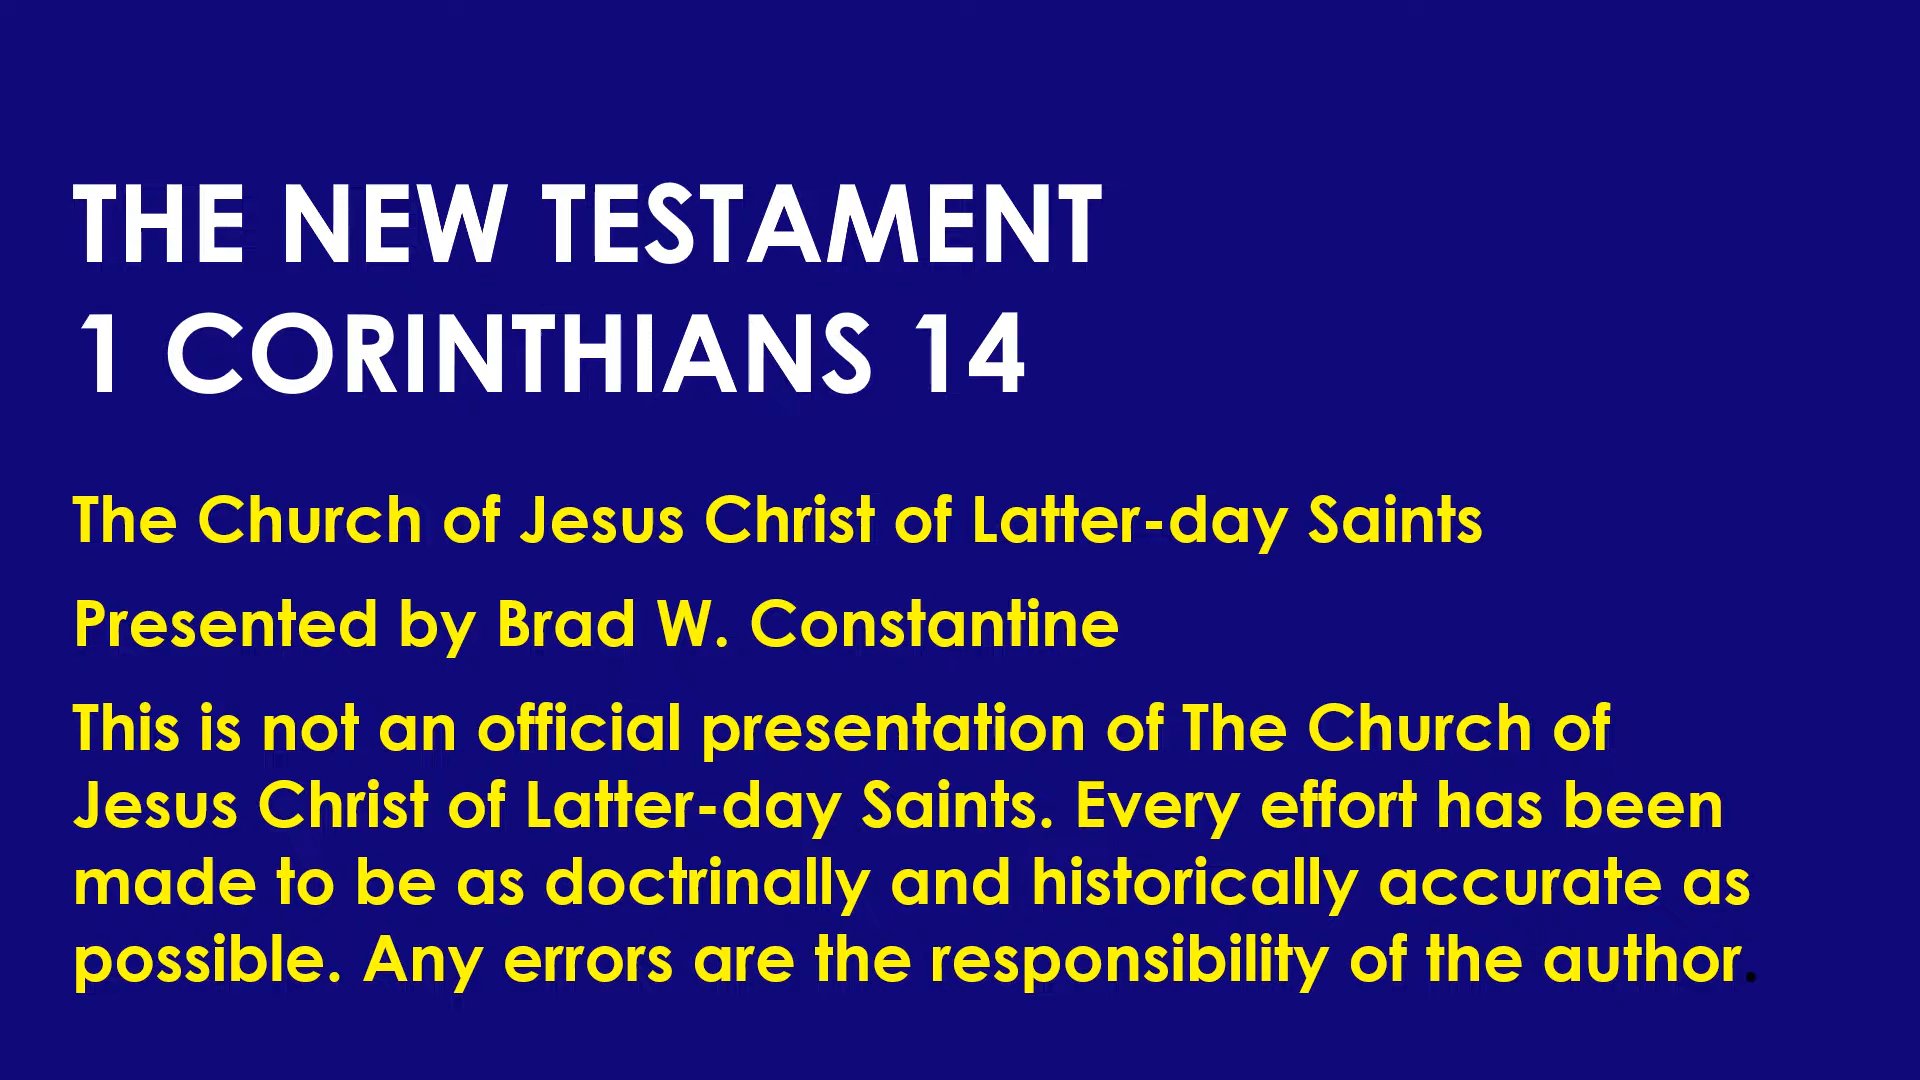 THE NEW TESTAMENT
1 CORINTHIANS 14
The Church of Jesus Christ of Latter-day Saints
Presented by Brad W. Constantine
This is not an official presentation of The Church of
Jesus Christ of Latter-day Saints. Every effort has been
made to be as doctrinally and historically accurate as
possible. Any errors are the responsibility of the author.